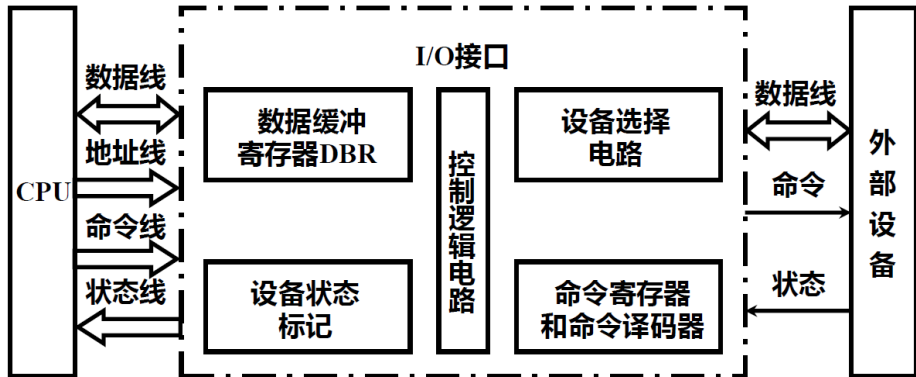 I/O接口
CPU
数据线
地址线
命令线
状态线
数据缓冲
寄存器DBR
设备状态
标记
控制逻辑电路
设备选择
电路
命令寄存器
和命令译码器
数据线
命令
状态
外部设备